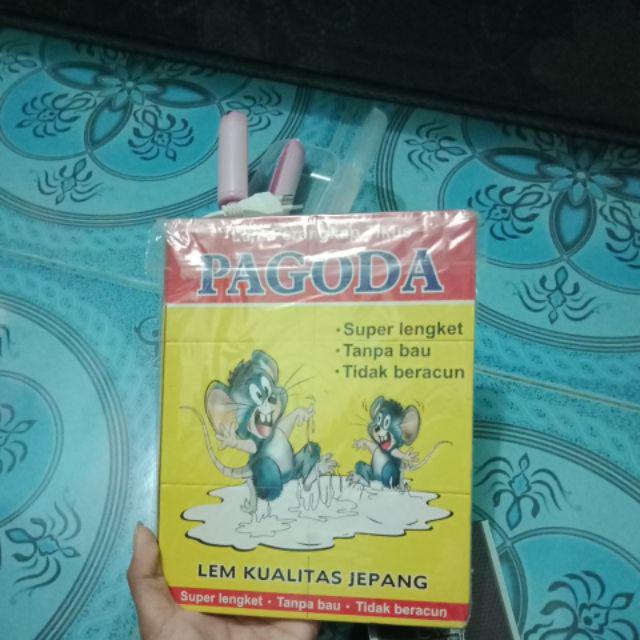 PAGODA
• Super lengket
• Tanpa bau
• Tidak beracun
LEM KUALITAS JEPANG
Super lengket • Tanpa bau • Tidak beracun